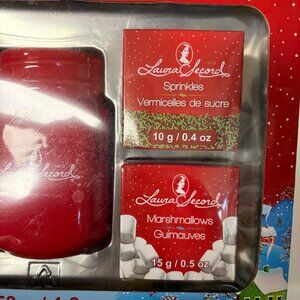 Laura Secord
Sprinkles
Vermicelles de sucre
10 g / 0.4 oz
Laura Secord
Laura Secord
Marshmallows
Guimauves
15 g / 0.5 oz